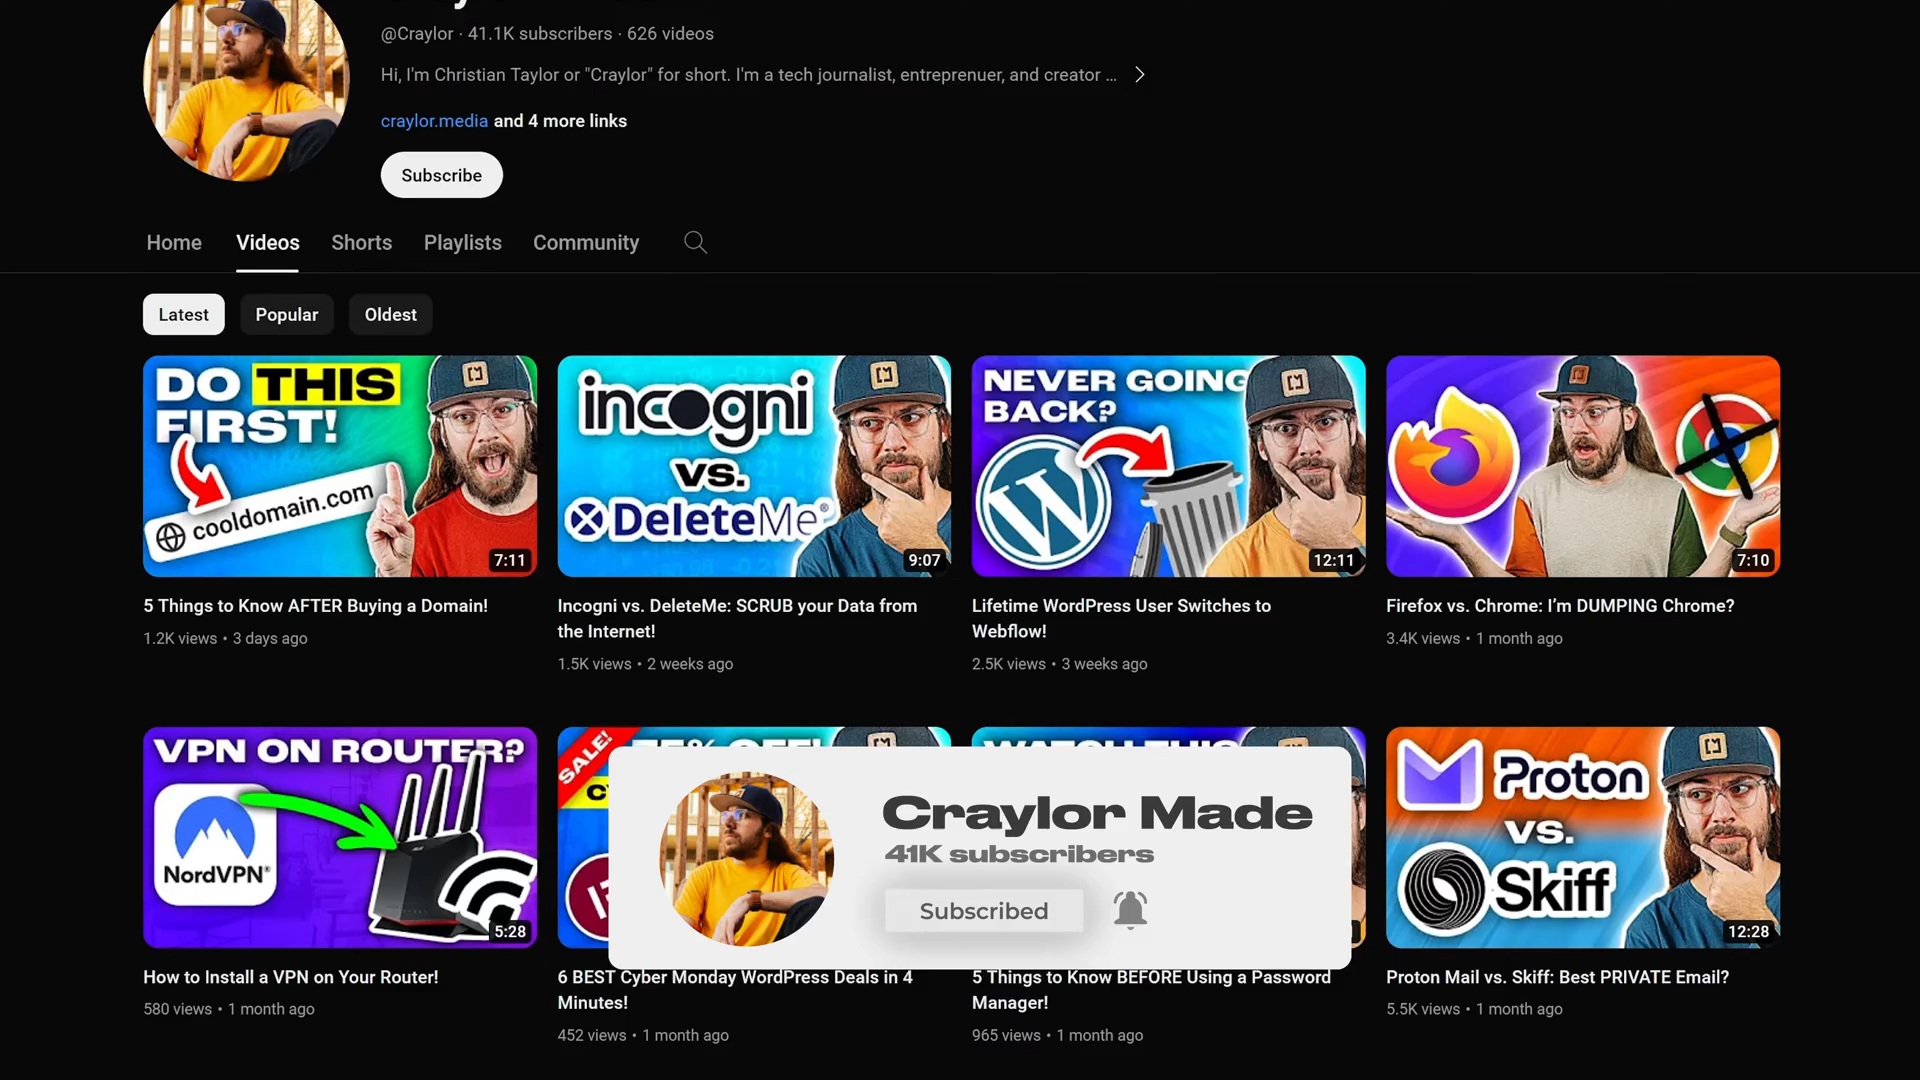 @Craylor · 41.1K subscribers · 626 videos
Hi, I'm Christian Taylor or "Craylor" for short. I'm a tech journalist, entreprenuer, and creator ...
craylor.media and 4 more links
Subscribe
Home Videos Shorts Playlists Community
Latest Popular Oldest
DO THIS
FIRST!
cooldomain.com
7:11
incogni
vs.
DeleteMe®
9:07
NEVER GOING
BACK?
12:11
7:10
5 Things to Know AFTER Buying a Domain!
1.2K views • 3 days ago
Incogni vs. DeleteMe: SCRUB your Data from
the Internet!
1.5K views • 2 weeks ago
Lifetime WordPress User Switches to
Webflow!
2.5K views • 3 weeks ago
Firefox vs. Chrome: I’m DUMPING Chrome?
3.4K views • 1 month ago
VPN ON ROUTER?
NordVPN®
5:28
SALE!
Proton
vs.
Skiff
12:28
Craylor Made
41K subscribers
Subscribed
How to Install a VPN on Your Router!
580 views • 1 month ago
6 BEST Cyber Monday WordPress Deals in 4
Minutes!
452 views • 1 month ago
5 Things to Know BEFORE Using a Password
Manager!
965 views • 1 month ago
Proton Mail vs. Skiff: Best PRIVATE Email?
5.5K views • 1 month ago